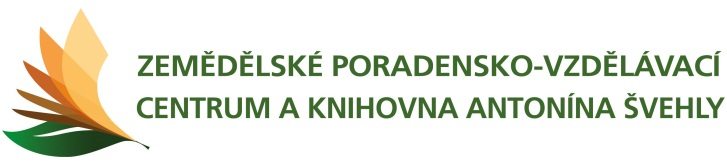 ZEMĚDĚLSKÉ PORADENSKO-VZDĚLÁVACÍ
CENTRUM A KNIHOVNA ANTONÍNA ŠVEHLY